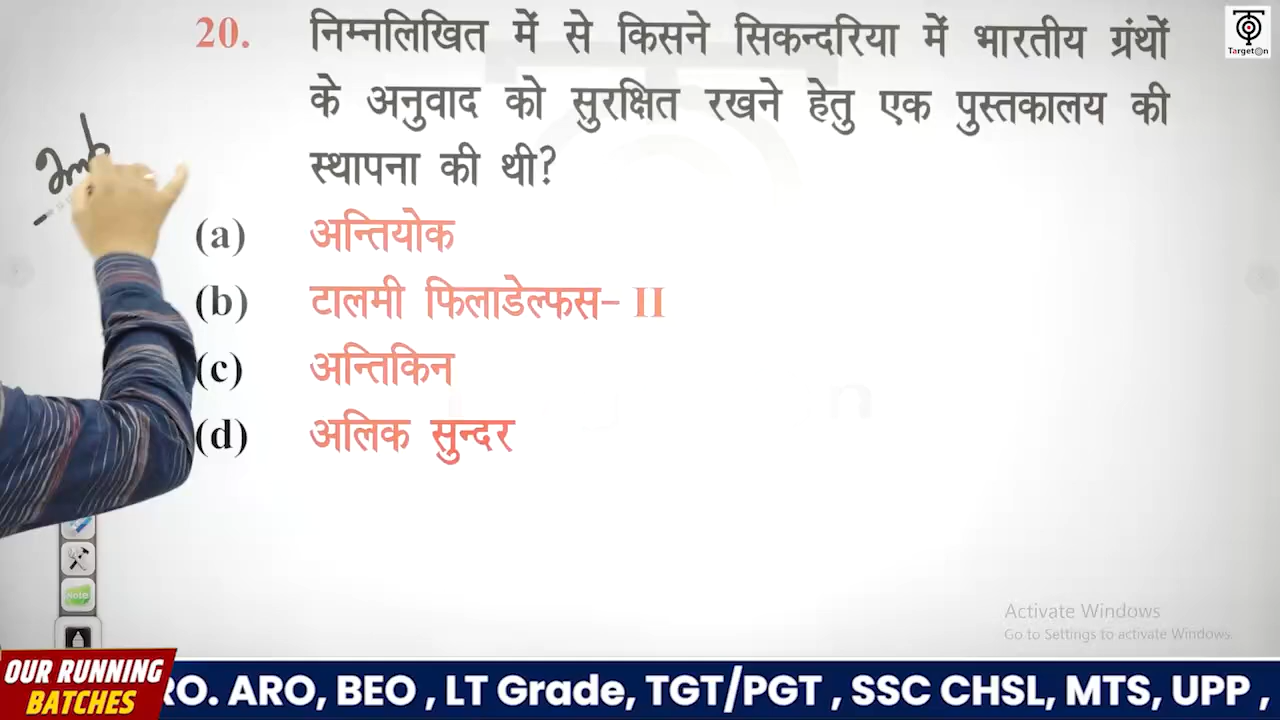 TargetOn
20. निम्नलिखित में से किसने सिकन्दरिया में भारतीय ग्रंथों
के अनुवाद को सुरक्षित रखने हेतु एक पुस्तकालय की
स्थापना की थी?
(a) अन्तियोक
(b) टालमी फिलाडेल्फस– II
(c) अन्तिकिन
(d) अलिक सुन्दर
Note
Activate Windows
Go to Settings to activate Windows.
OUR RUNNING
BATCHES
RO. ARO, BEO , LT Grade, TGT/PGT , SSC CHSL, MTS, UPP ,